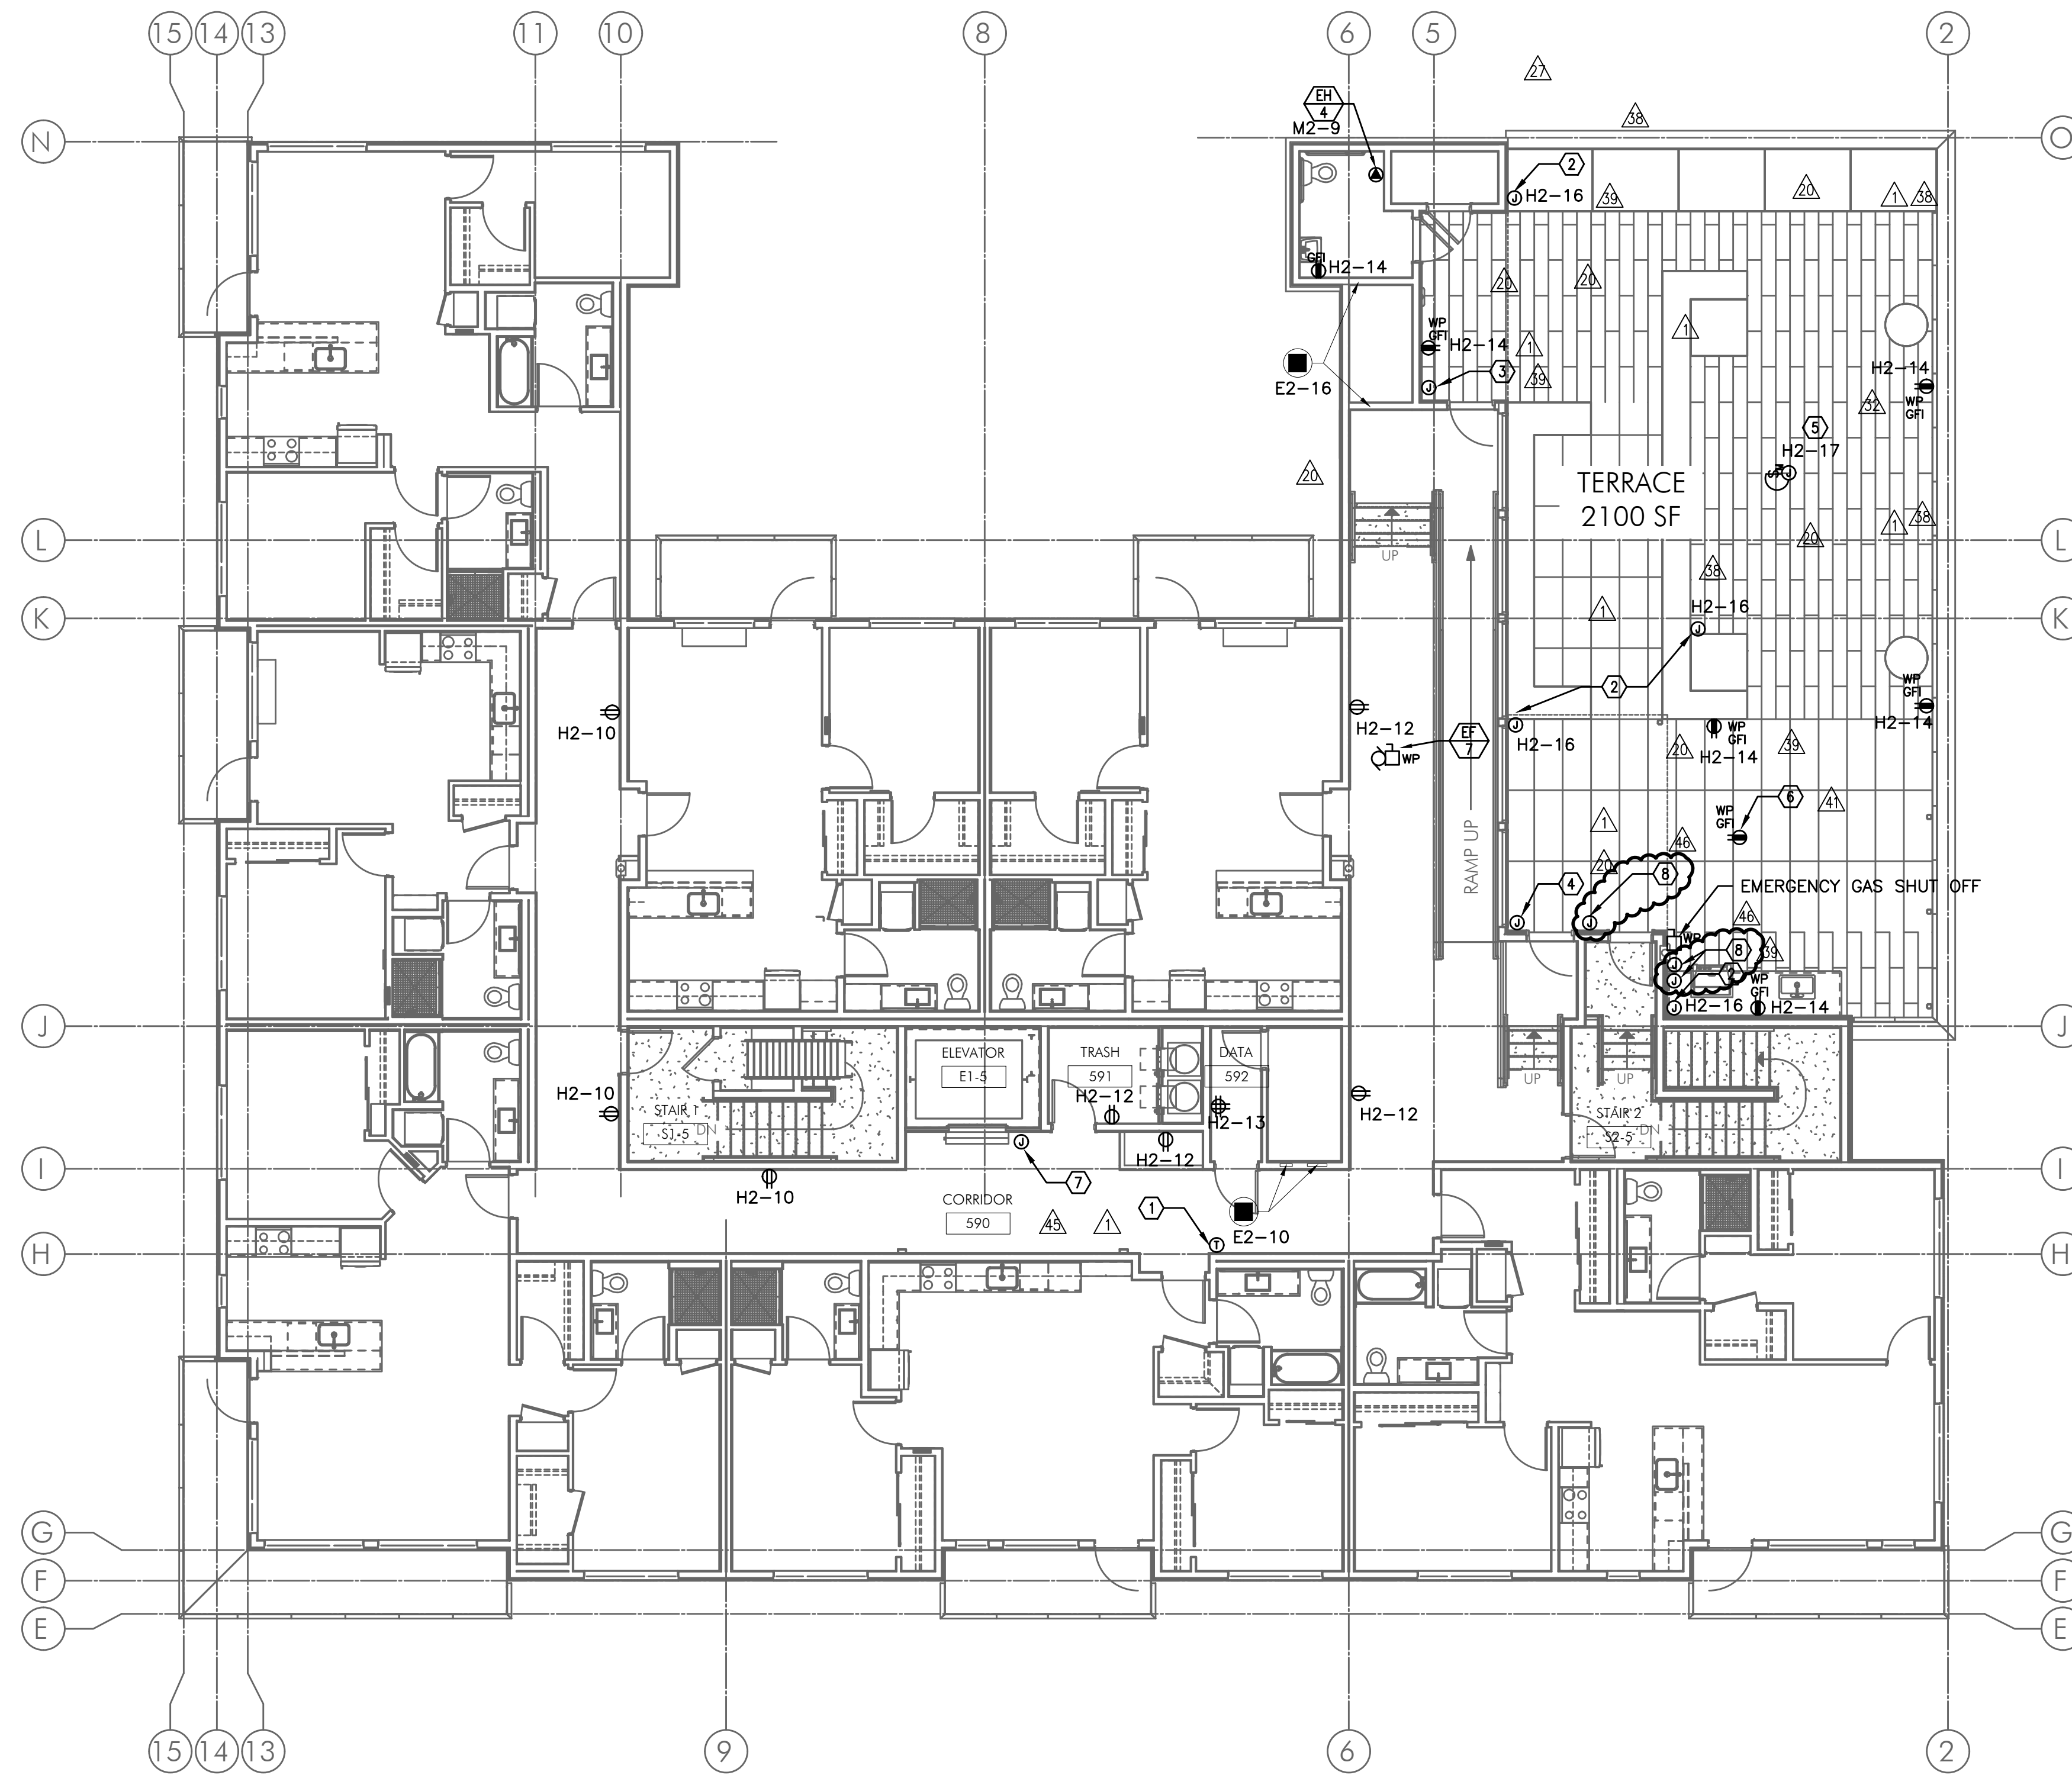 15
14
13
11
10
8
6
5
2
27
EH
4
M2-9
38
N
O
2
H2-16
39
20
1
38
GFI
H2-14
20
20
WP
GFI
H2-14
1
1
3
39
E2-16
H2-14
WP
GFI
32
5
H2-17
20
TERRACE
2100 SF
S4
J
1
38
20
L
UP
L
38
1
H2-16
K
K
J
2
WP
GFI
H2-10
H2-12
H2-14
EF
7
WP
J
H2-16
WP
GFI
H2-14
20
39
6
WP
GFI
41
1
46
RAMP UP
20
8
4
EMERGENCY GAS SHUT OFF
J
J
46
WP
8
39
J
2
J
WP
GFI
J
H2-16
H2-14
J
J
ELEVATOR
E1-5
TRASH
591
DATA
592
UP
UP
H2-10
STAIR 1
S1-5
DN
H2-12
H2-13
H2-12
STAIR 2
S2-5
DN
J
H2-12
I
I
7
H2-10
CORRIDOR
590
45
1
1
T
E2-10
H
H
G
G
F
F
E
E
15
14
13
9
6
2